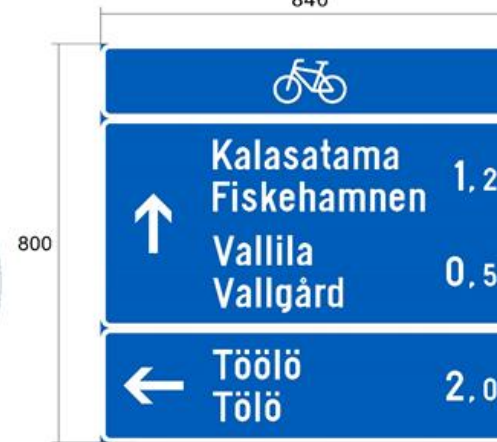 840
800
Kalasatama 1,2
Fiskehamnen
Vallila 0,5
Vallgård
Töölö 2,0
Tölö